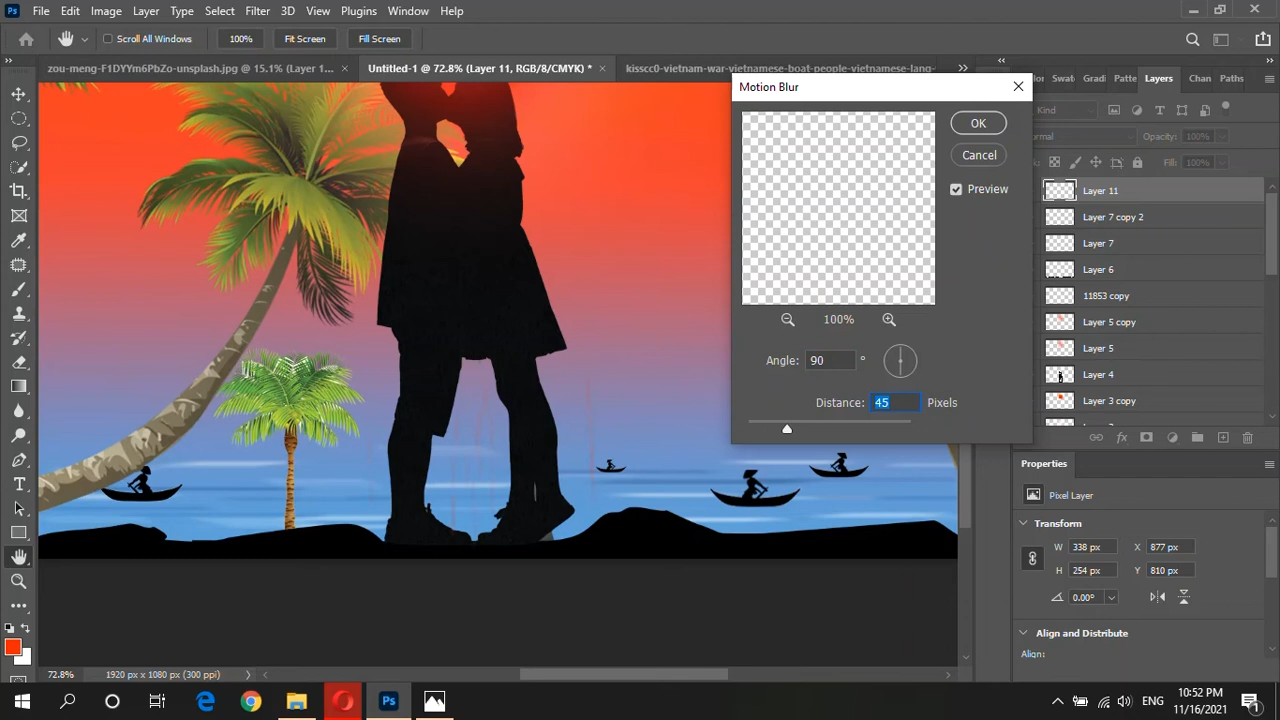 Ps File Edit Image Layer Type Select Filter 3D View Plugins Window Help
Scroll All Windows 100% Fit Screen Fill Screen
zou-meng-F1DYYm6PbZo-unsplash.jpg @ 15.1% (Layer 1... × Untitled-1 @ 72.8% (Layer 11, RGB/8/CMYK) * × kisscc0-vietnam-war-vietnamese-boat-people-vietnamese-lang-
Swat Gradi Patte Layers Chan Paths
Motion Blur
OK
Cancel
Preview
100%
Angle: 90 °
Distance: 45 Pixels
Kind
Opacity: 100%
Fill: 100%
Layer 11
Layer 7 copy 2
Layer 7
Layer 6
11853 copy
Layer 5 copy
Layer 5
Layer 4
Layer 3 copy
fx
Properties
Pixel Layer
Transform
W 338 px X 877 px
H 254 px Y 810 px
0.00°
Align and Distribute
Align:
72.8% 1920 px x 1080 px (300 ppi)
Ps
ENG
10:52 PM
11/16/2021
1